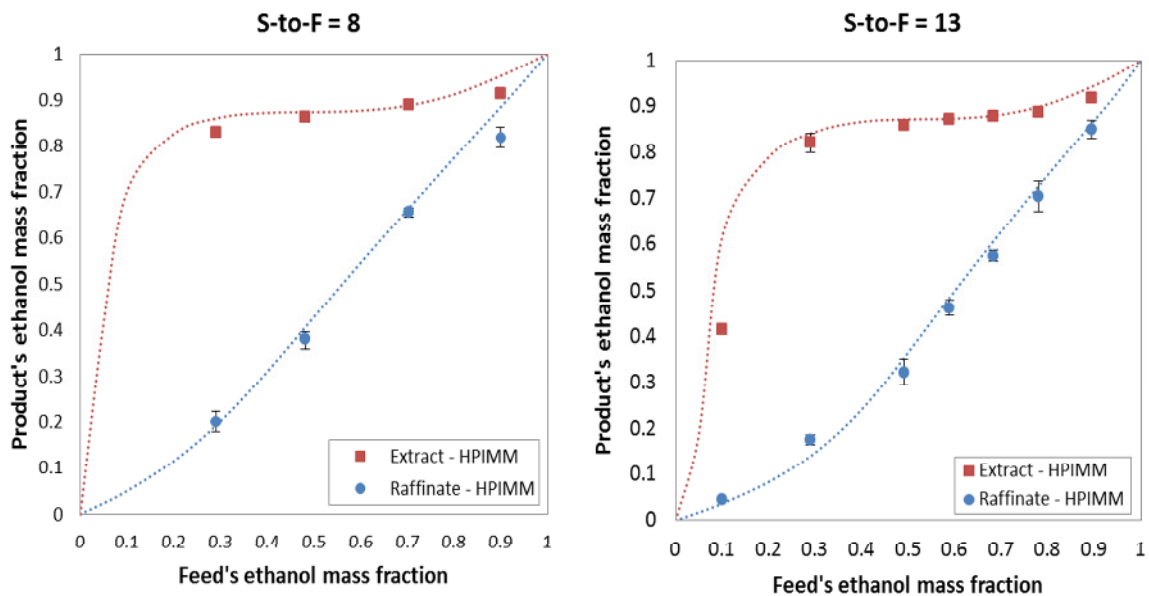 S-to-F = 8
1
0.9
0.8
0.7
0.6
0.5
0.4
0.3
0.2
0.1
0
Product's ethanol mass fraction
Extract - HPIMM
Raffinate - HPIMM
0 0.1 0.2 0.3 0.4 0.5 0.6 0.7 0.8 0.9 1
Feed's ethanol mass fraction
S-to-F = 13
1
0.9
0.8
0.7
0.6
0.5
0.4
0.3
0.2
0.1
0
Product's ethanol mass fraction
Extract - HPIMM
Raffinate - HPIMM
0 0.1 0.2 0.3 0.4 0.5 0.6 0.7 0.8 0.9 1
Feed's ethanol mass fraction